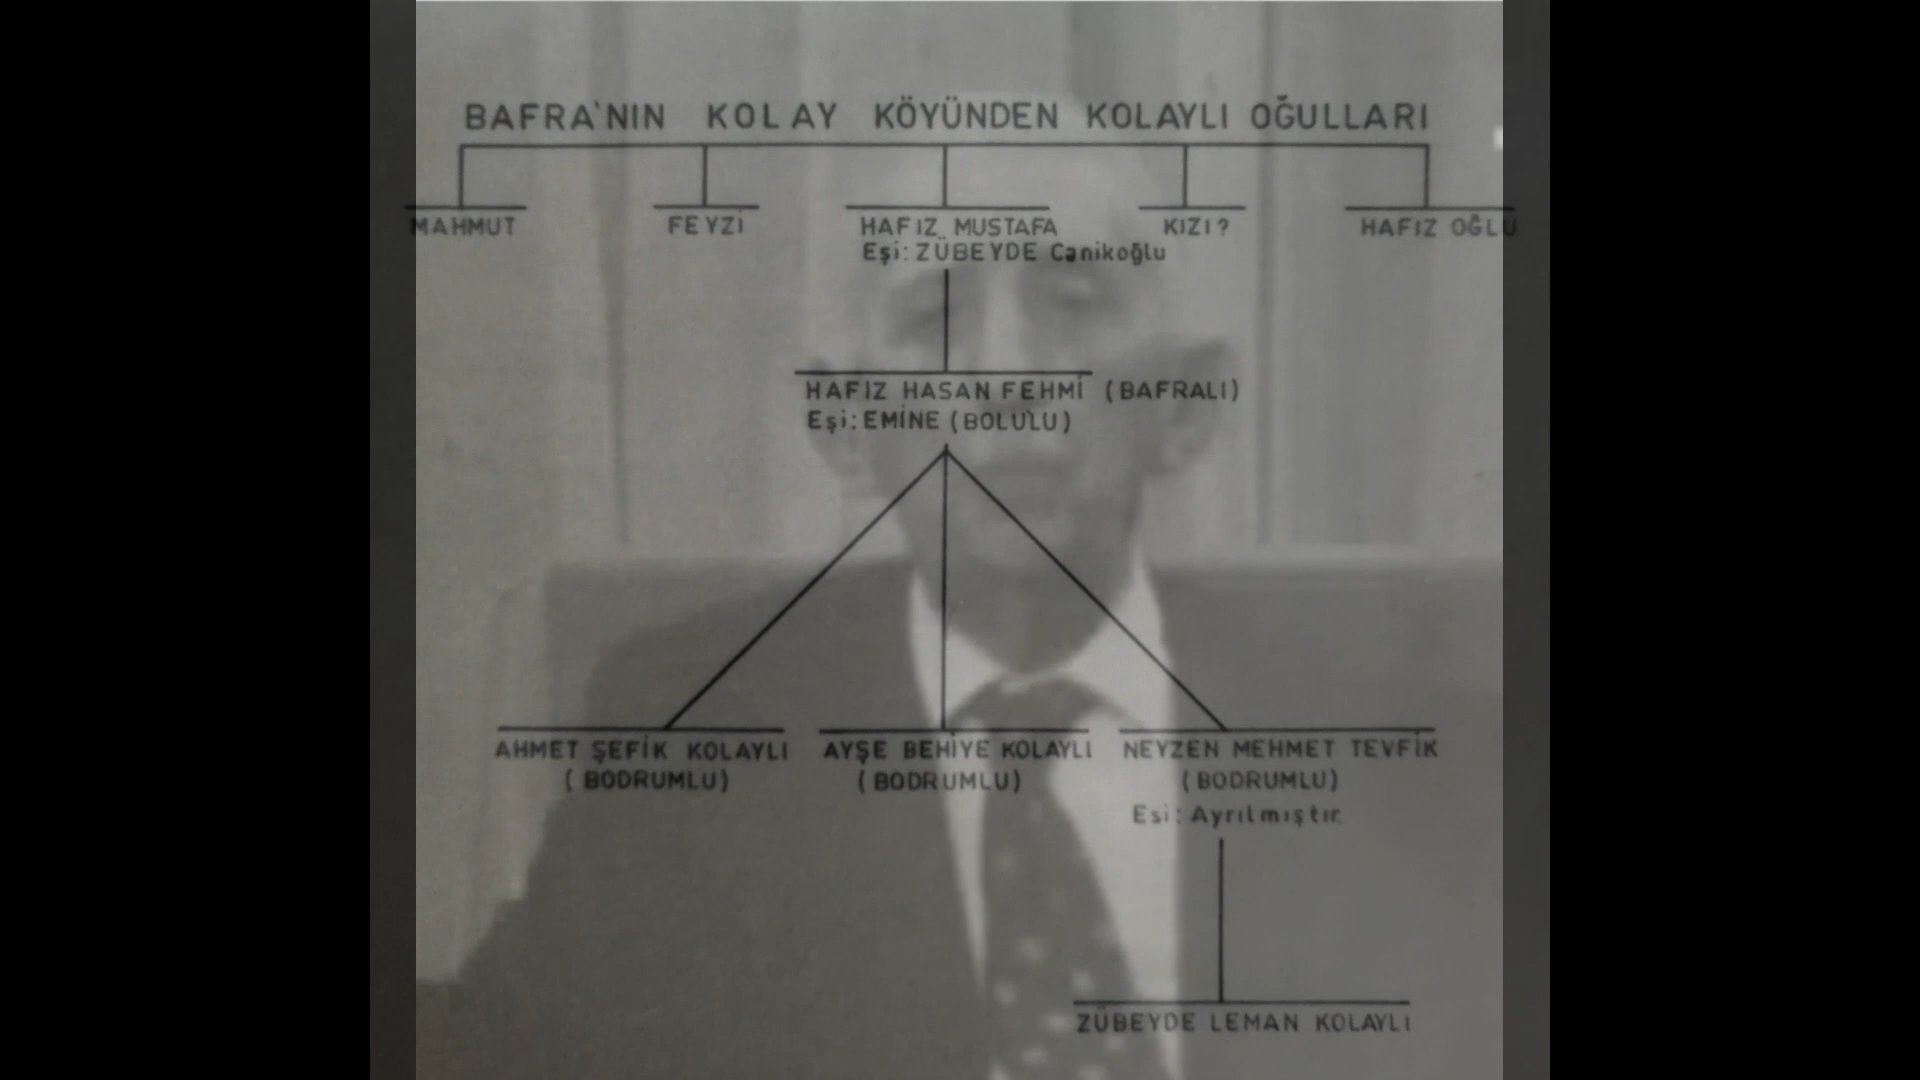 BAFRA'NIN KOLAY KÖYÜNDEN KOLAYLI OĞULLARI
MAHMUT FEYZİ HAFIZ MUSTAFA KIZI? HAFIZ OĞLU
Eşi: ZÜBEYDE Canikoğlu
HAFIZ HASAN FEHMİ (BAFRALI)
Eşi: EMİNE (BOLU'LU)
AHMET ŞEFİK KOLAYLI AYŞE BEHİYE KOLAYLI NEYZEN MEHMET TEVFİK
(BODRUMLU) (BODRUMLU) (BODRUMLU)
Eşi: Ayrılmıştır.
ZÜBEYDE LEMAN KOLAYLI